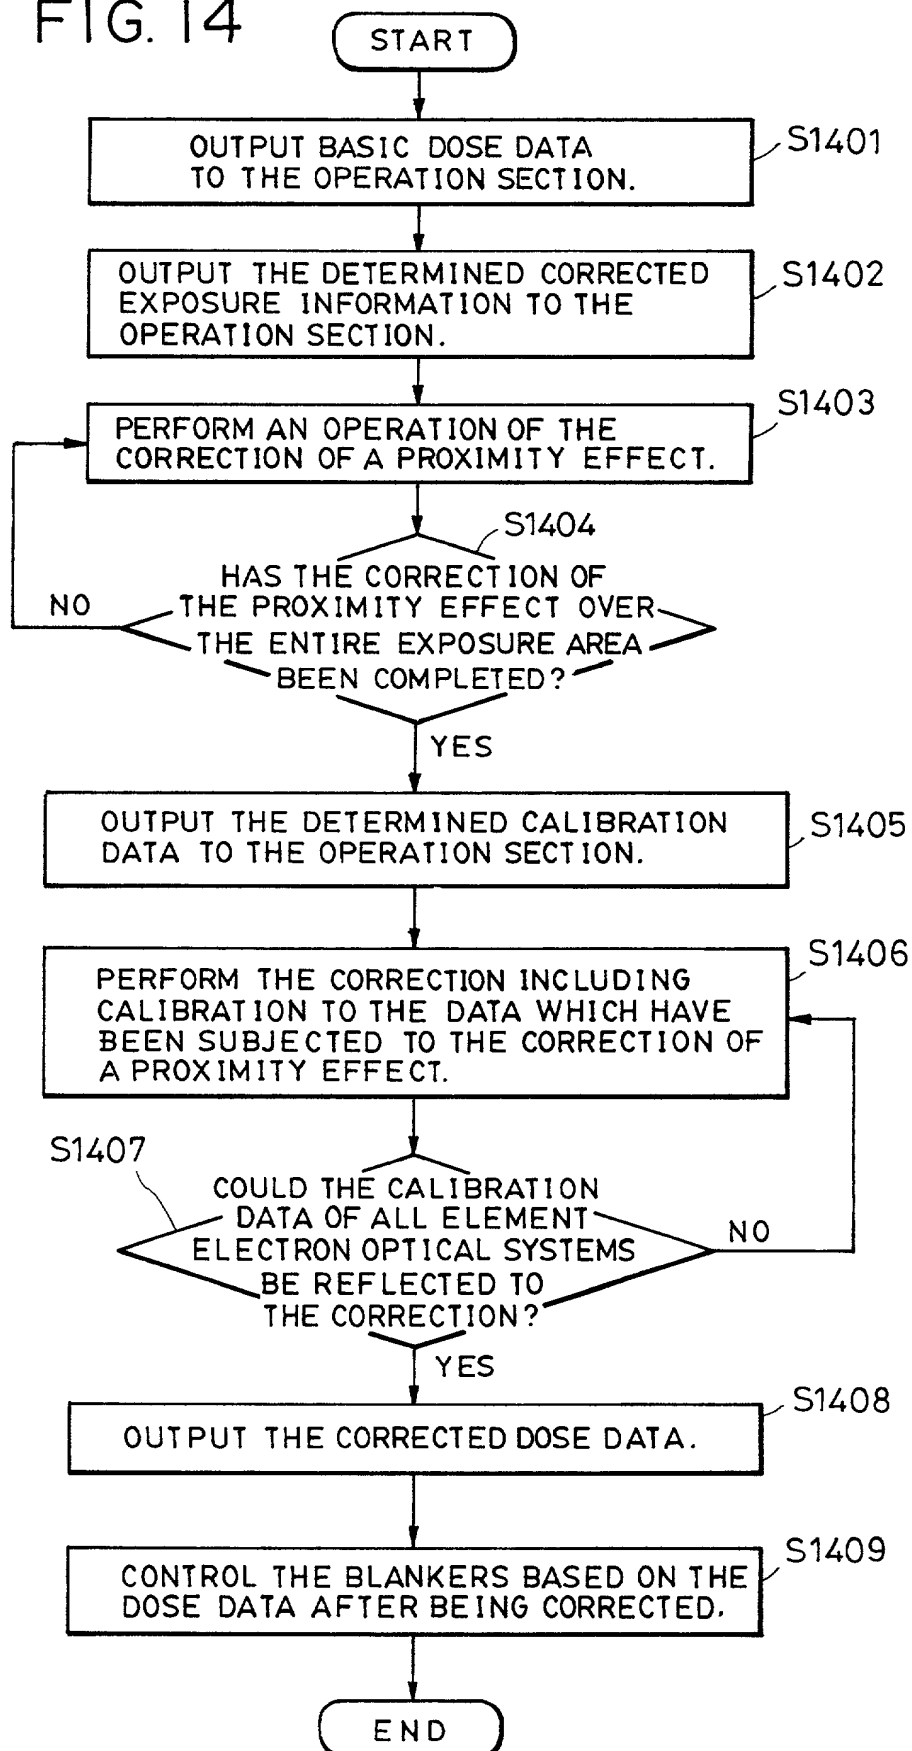 FIG. 14
START
OUTPUT BASIC DOSE DATA
TO THE OPERATION SECTION.
S1401
OUTPUT THE DETERMINED CORRECTED
EXPOSURE INFORMATION TO THE
OPERATION SECTION.
S1402
PERFORM AN OPERATION OF THE
CORRECTION OF A PROXIMITY EFFECT.
S1403
S1404
HAS THE CORRECTION OF
THE PROXIMITY EFFECT OVER
THE ENTIRE EXPOSURE AREA
BEEN COMPLETED?
NO
YES
OUTPUT THE DETERMINED CALIBRATION
DATA TO THE OPERATION SECTION.
S1405
PERFORM THE CORRECTION INCLUDING
CALIBRATION TO THE DATA WHICH HAVE
BEEN SUBJECTED TO THE CORRECTION OF
A PROXIMITY EFFECT.
S1406
S1407
COULD THE CALIBRATION
DATA OF ALL ELEMENT
ELECTRON OPTICAL SYSTEMS
BE REFLECTED TO
THE CORRECTION?
NO
YES
OUTPUT THE CORRECTED DOSE DATA.
S1408
CONTROL THE BLANKERS BASED ON THE
DOSE DATA AFTER BEING CORRECTED.
S1409
END